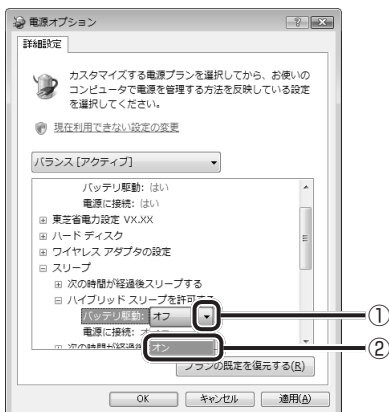 電源オプション
詳細設定
カスタマイズする電源プランを選択してから、お使いの
コンピュータで電源を管理する方法を反映している設定
を選択してください。
現在利用できない設定の変更
バランス [アクティブ]
バッテリ駆動: はい
電源に接続: はい
東芝省電力設定 VX.XX
ハード ディスク
ワイヤレス アダプタの設定
スリープ
次の時間が経過後スリープする
ハイブリッド スリープを許可する
バッテリ駆動: オフ
①
電源に接続:
オン
②
次の時間が経過後
プランの既定を復元する(R)
OK
キャンセル
適用(A)